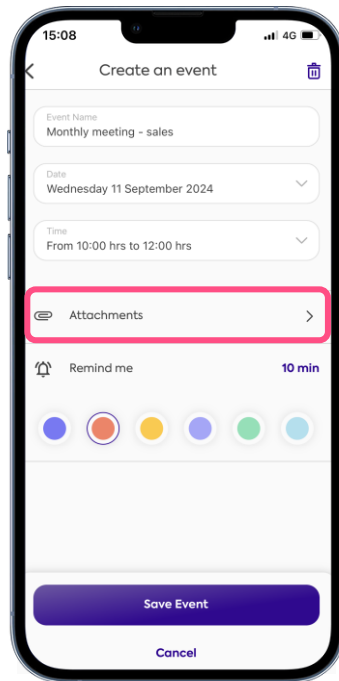 15:08
4G
Create an event
Event Name
Monthly meeting - sales
Date
Wednesday 11 September 2024
Time
From 10:00 hrs to 12:00 hrs
Attachments
Remind me 10 min
Save Event
Cancel